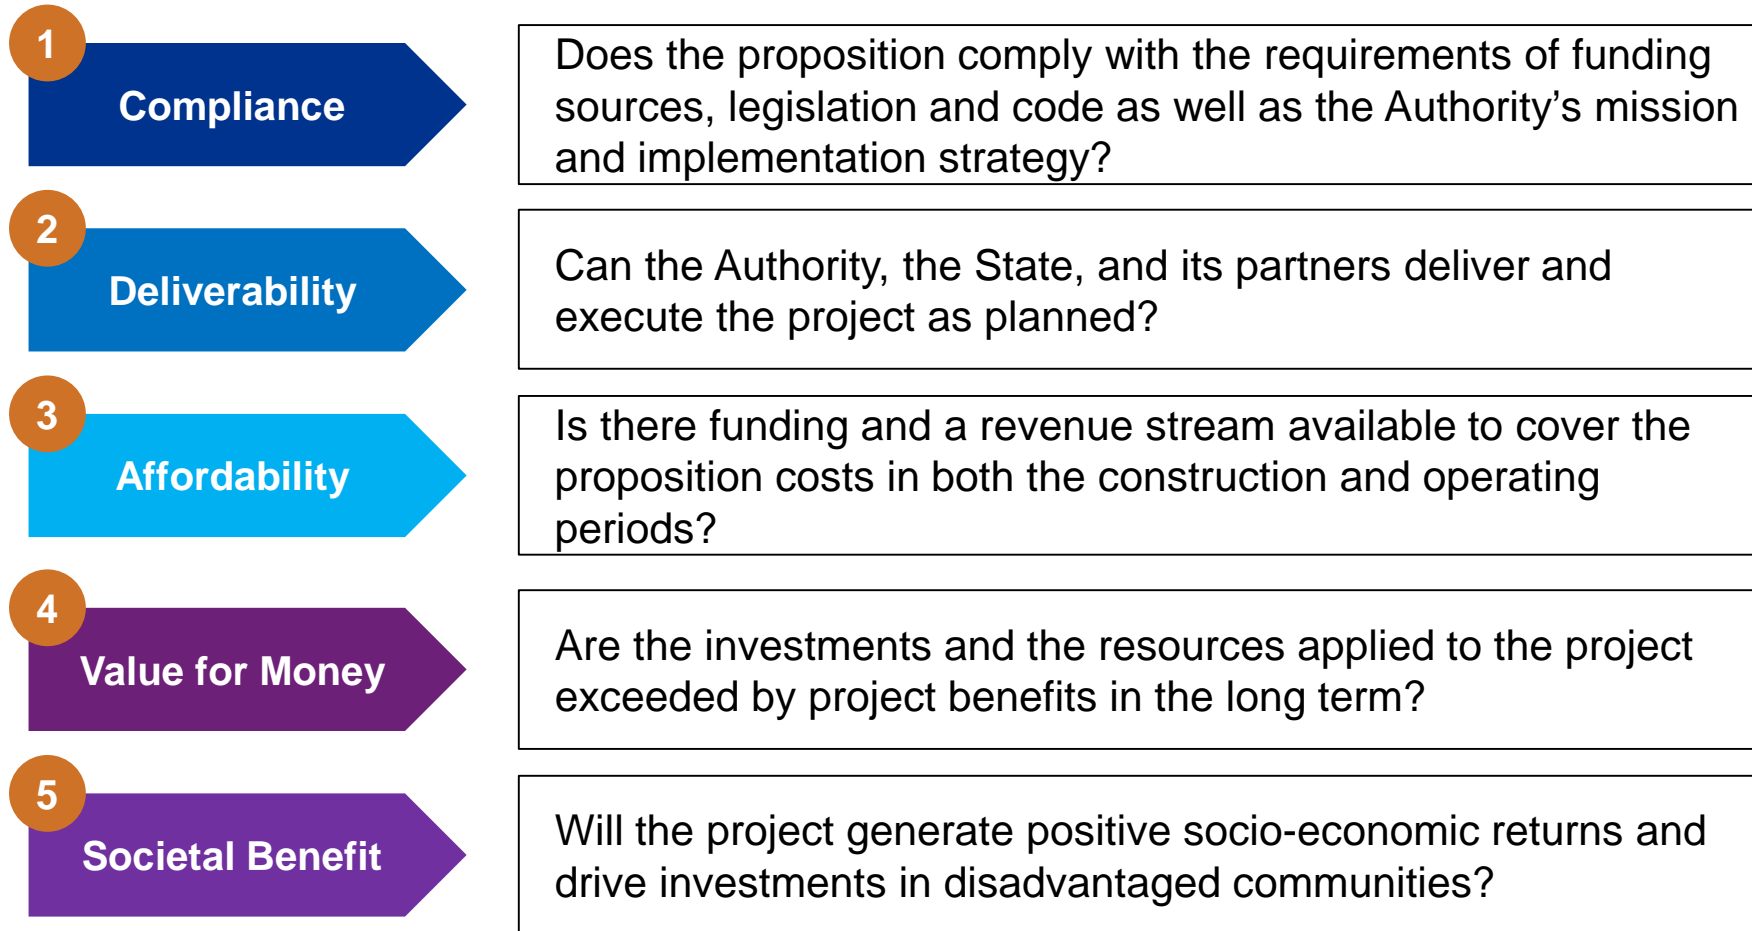 1
Compliance
Does the proposition comply with the requirements of funding
sources, legislation and code as well as the Authority’s mission
and implementation strategy?
2
Deliverability
Can the Authority, the State, and its partners deliver and
execute the project as planned?
3
Affordability
Is there funding and a revenue stream available to cover the
proposition costs in both the construction and operating
periods?
4
Value for Money
Are the investments and the resources applied to the project
exceeded by project benefits in the long term?
5
Societal Benefit
Will the project generate positive socio-economic returns and
drive investments in disadvantaged communities?